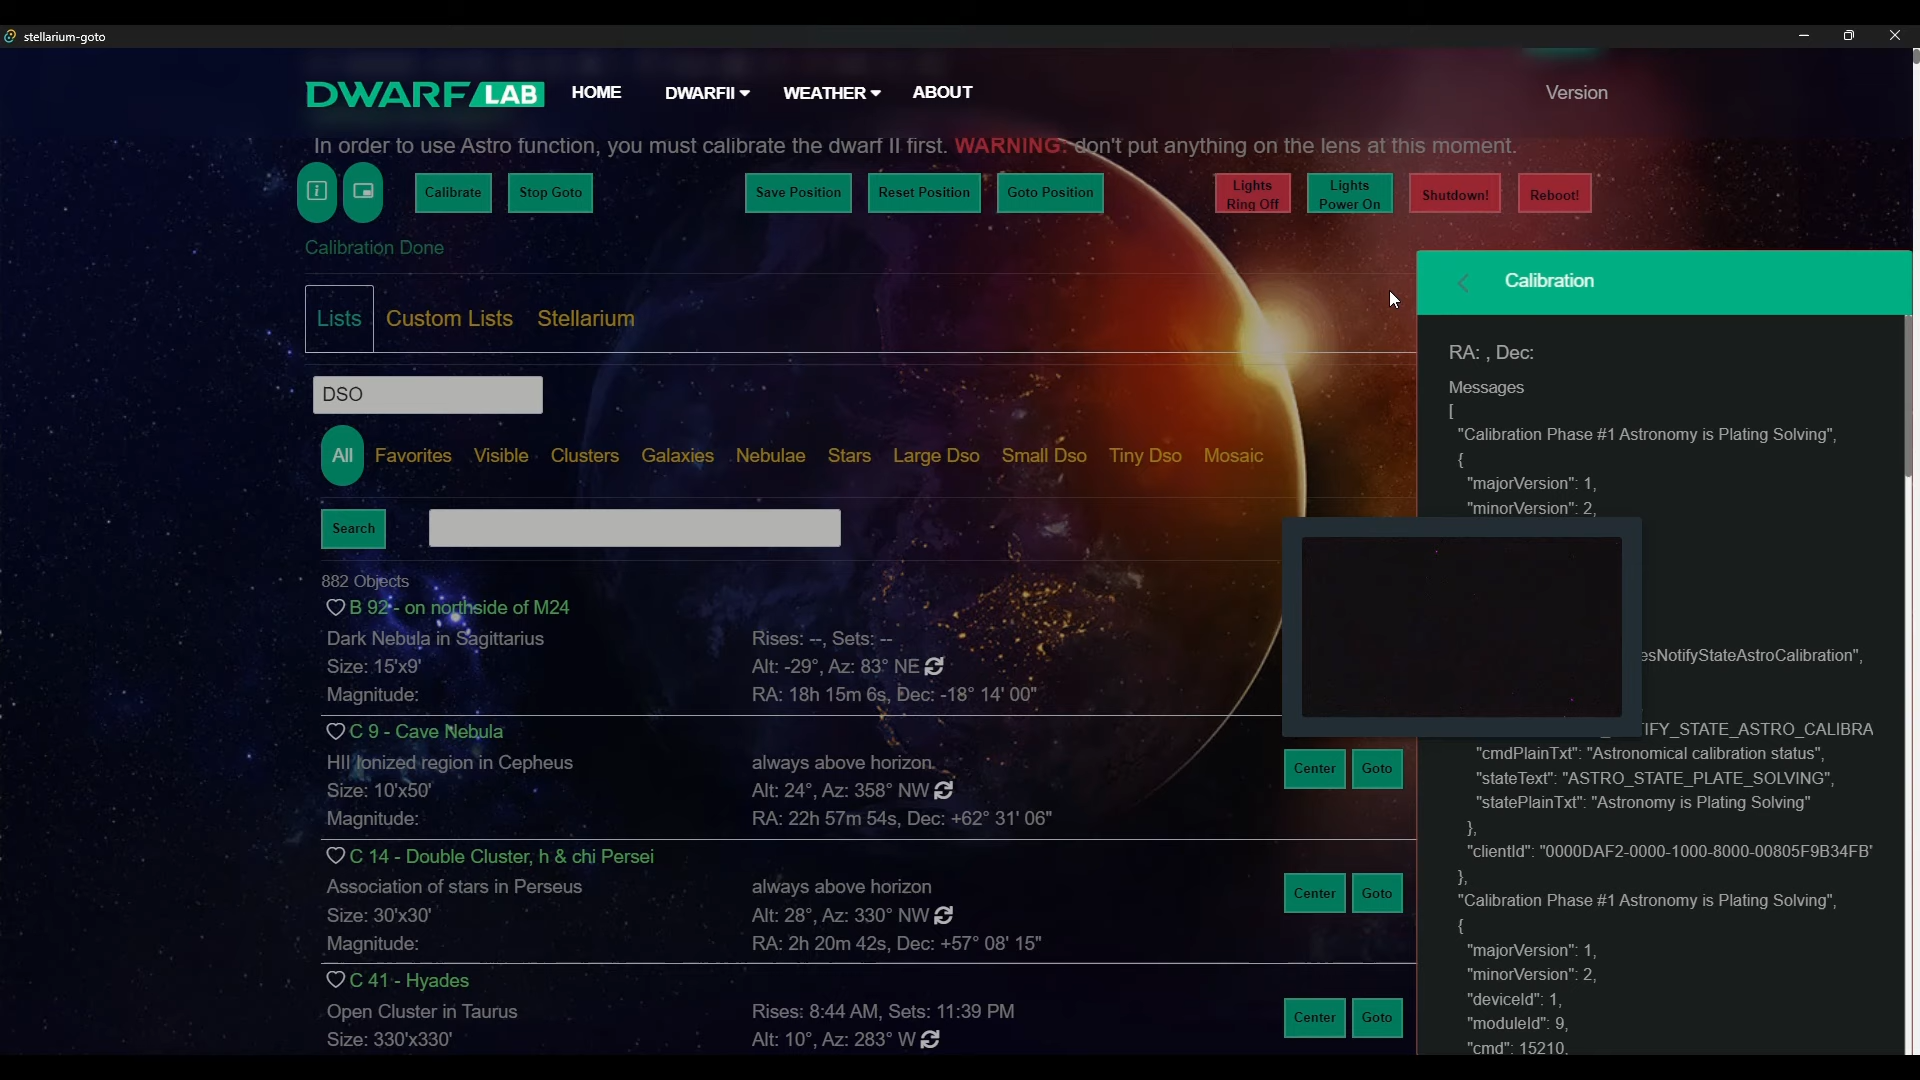 stellarium-goto
DWARFLAB HOME DWARFII WEATHER ABOUT Version
In order to use Astro function, you must calibrate the dwarf II first. WARNING: don't put anything on the lens at this moment.
Calibrate Stop Goto Save Position Reset Position Goto Position Lights Ring Off Lights Power On Shutdown! Reboot!
Calibration Done
Lists Custom Lists Stellarium
DSO
All Favorites Visible Clusters Galaxies Nebulae Stars Large Dso Small Dso Tiny Dso Mosaic
Search
882 Objects
B 92 - on northside of M24
Dark Nebula in Sagittarius Rises: --, Sets: --
Size: 15'x9' Alt: -29°, Az: 83° NE
Magnitude: RA: 18h 15m 6s, Dec: -18° 14' 00"
C 9 - Cave Nebula
HII Ionized region in Cepheus always above horizon
Size: 10'x50' Alt: 24°, Az: 358° NW
Magnitude: RA: 22h 57m 54s, Dec: +62° 31' 06"
Center Goto
C 14 - Double Cluster, h & chi Persei
Association of stars in Perseus always above horizon
Size: 30'x30' Alt: 28°, Az: 330° NW
Magnitude: RA: 2h 20m 42s, Dec: +57° 08' 15"
Center Goto
C 41 - Hyades
Open Cluster in Taurus Rises: 8:44 AM, Sets: 11:39 PM
Size: 330'x330' Alt: 10°, Az: 283° W
Center Goto
Calibration
RA: , Dec:
Messages
[
"Calibration Phase #1 Astronomy is Plating Solving",
{
"majorVersion": 1,
"minorVersion": 2,
esNotifyStateAstroCalibration",
TIFY_STATE_ASTRO_CALIBRA
"cmdPlainTxt": "Astronomical calibration status",
"stateText": "ASTRO_STATE_PLATE_SOLVING",
"statePlainTxt": "Astronomy is Plating Solving"
},
"clientId": "0000DAF2-0000-1000-8000-00805F9B34FB"
},
"Calibration Phase #1 Astronomy is Plating Solving",
{
"majorVersion": 1,
"minorVersion": 2,
"deviceId": 1,
"moduleId": 9,
"cmd": 15210,